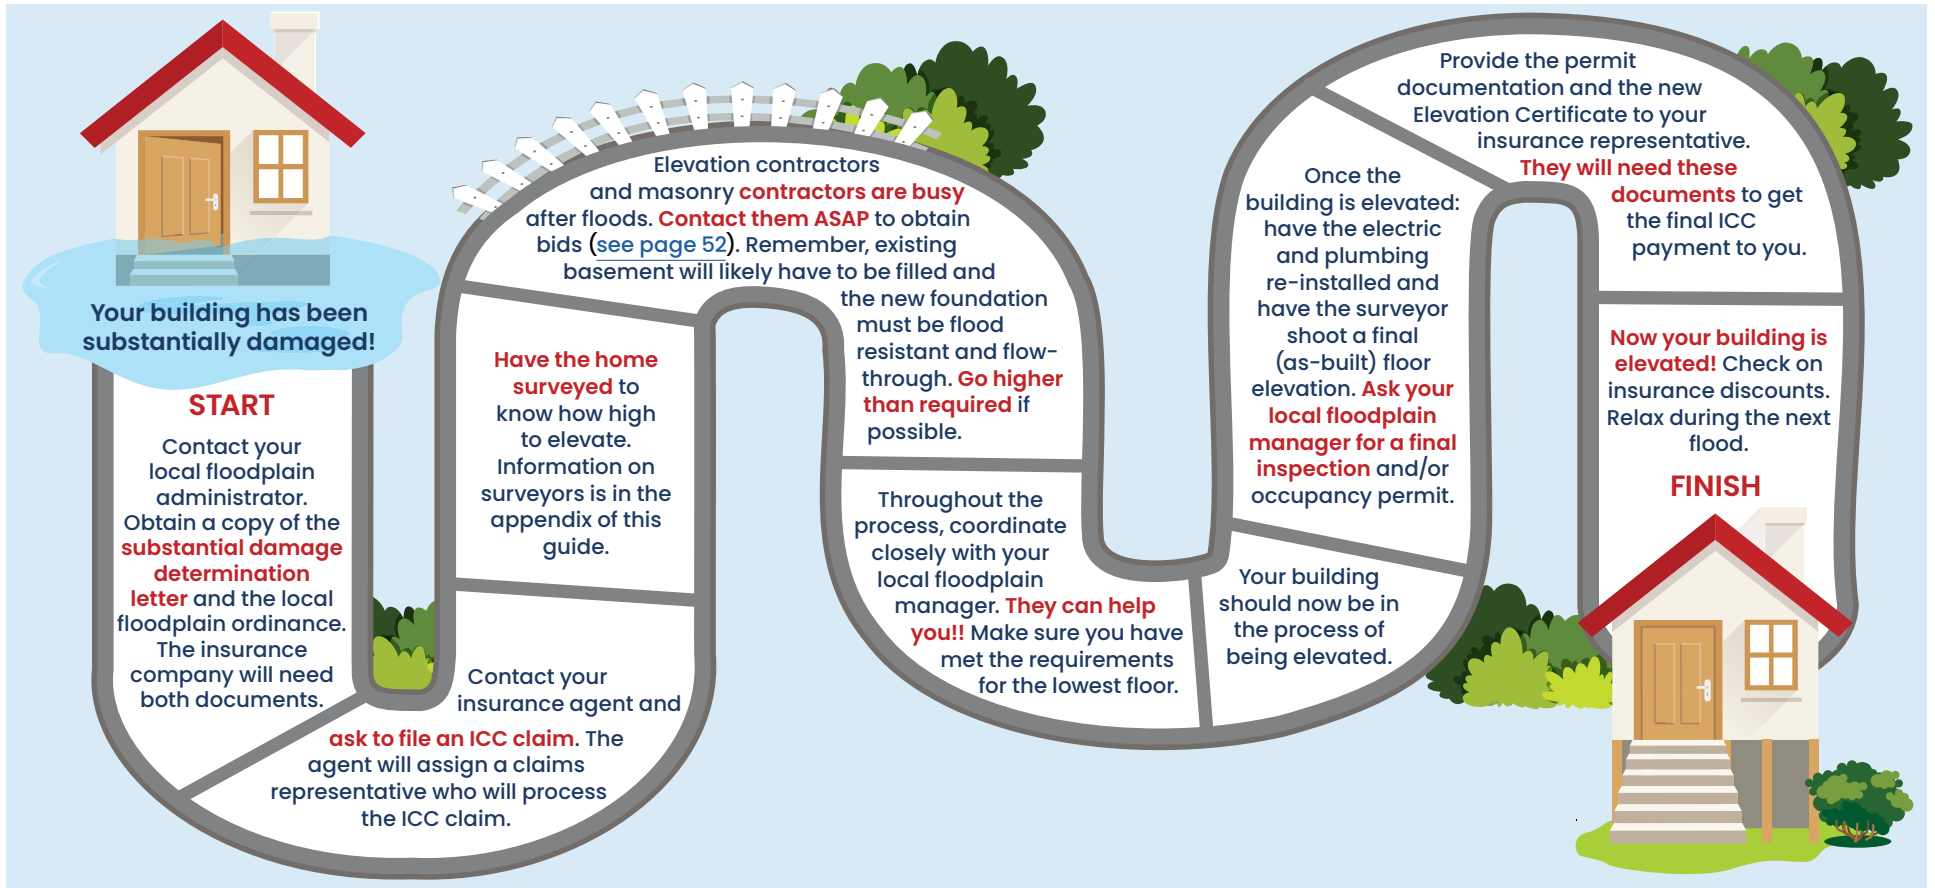 Your building has been
substantially damaged!
START
Contact your
local floodplain
administrator.
Obtain a copy of the
substantial damage
determination
letter and the local
floodplain ordinance.
The insurance
company will need
both documents.
Contact your
insurance agent and
ask to file an ICC claim. The
agent will assign a claims
representative who will process
the ICC claim.
Have the home
surveyed to
know how high
to elevate.
Information on
surveyors is in the
appendix of this
guide.
Elevation contractors
and masonry contractors are busy
after floods. Contact them ASAP to obtain
bids (see page 52). Remember, existing
basement will likely have to be filled and
the new foundation
must be flood
resistant and flow-
through. Go higher
than required if
possible.
Throughout the
process, coordinate
closely with your
local floodplain
manager. They can help
you!! Make sure you have
met the requirements
for the lowest floor.
Your building
should now be in
the process of
being elevated.
Once the
building is elevated:
have the electric
and plumbing
re-installed and
have the surveyor
shoot a final
(as-built) floor
elevation. Ask your
local floodplain
manager for a final
inspection and/or
occupancy permit.
Provide the permit
documentation and the new
Elevation Certificate to your
insurance representative.
They will need these
documents to get
the final ICC
payment to you.
Now your building is
elevated! Check on
insurance discounts.
Relax during the next
flood.
FINISH